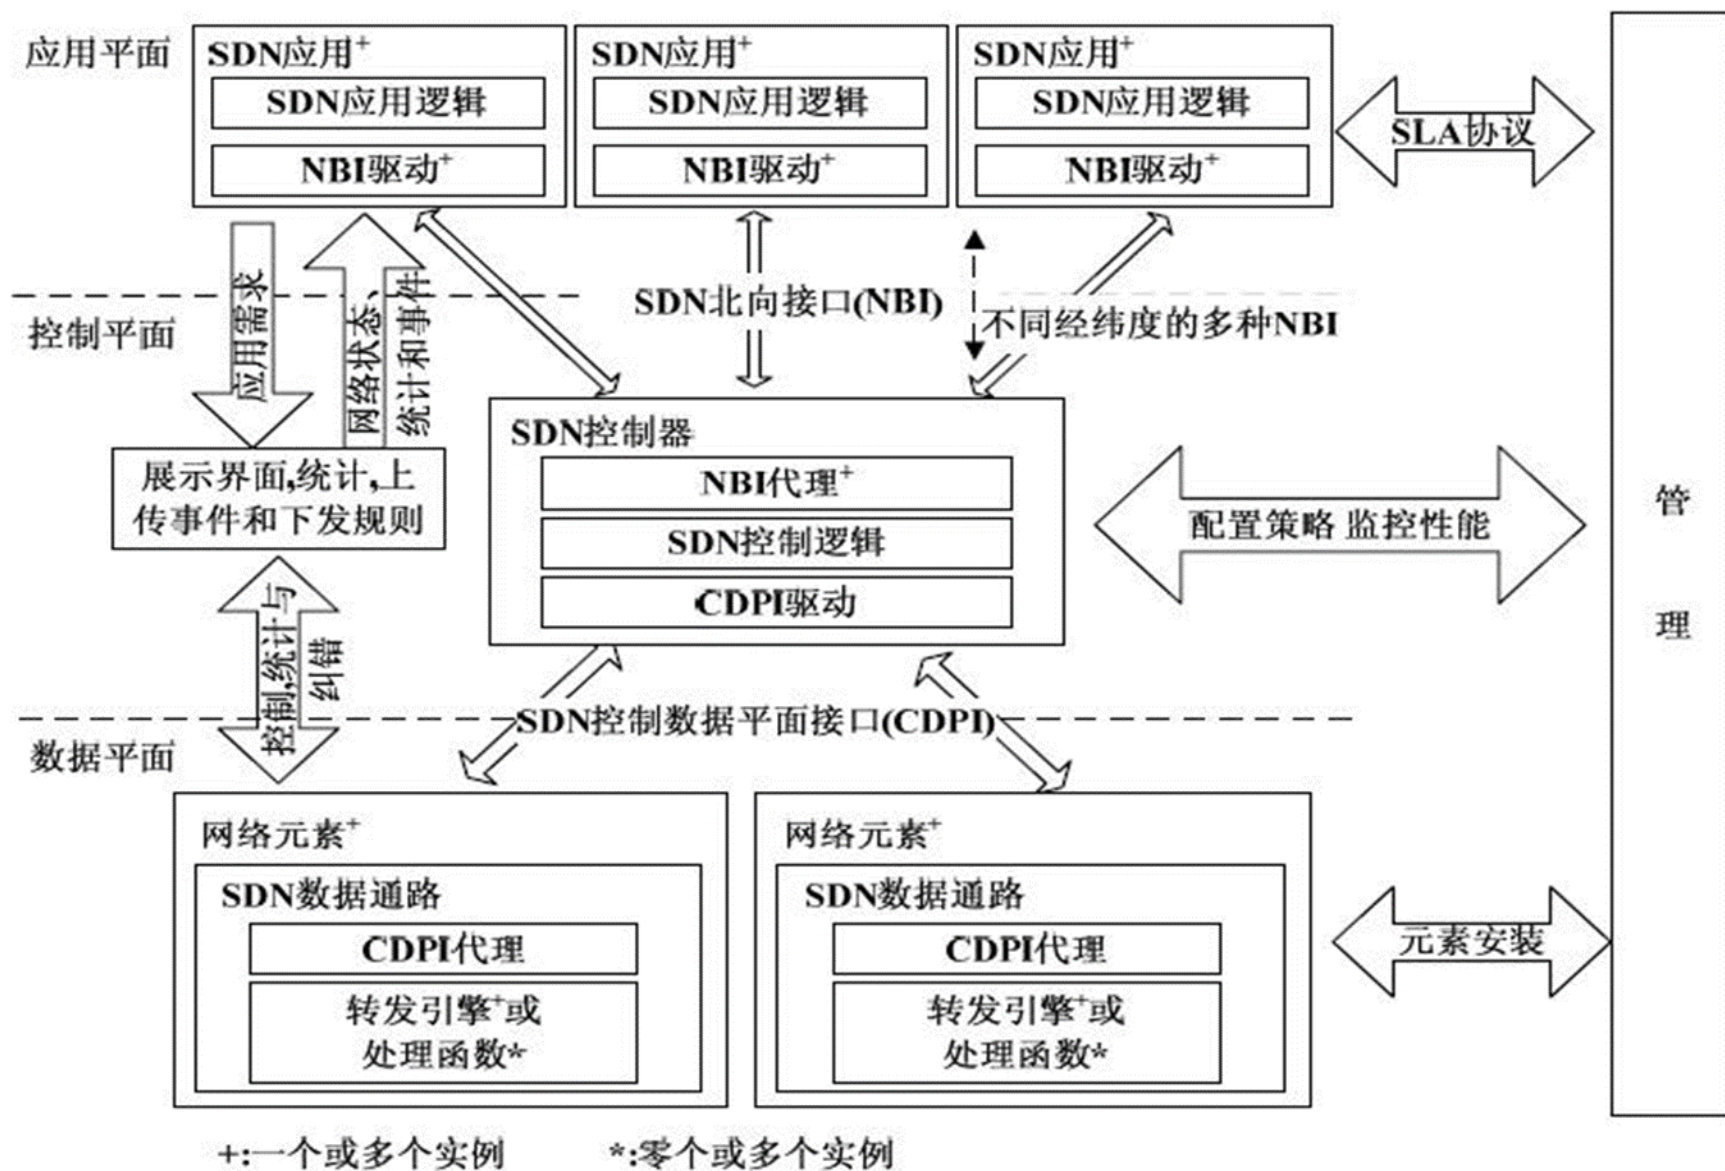 应用平面
SDN应用+
SDN应用逻辑
NBI驱动+
SDN应用+
SDN应用逻辑
NBI驱动+
SDN应用+
SDN应用逻辑
NBI驱动+
SLA协议
应用需求
网络状态、
统计和事件
SDN北向接口(NBI)
不同经纬度的多种NBI
控制平面
展示界面,统计,上
传事件和下发规则
SDN控制器
NBI代理+
SDN控制逻辑
CDPI驱动
配置策略 监控性能
管
理
控制,统计与
纠错
SDN控制数据平面接口(CDPI)
数据平面
网络元素+
SDN数据通路
CDPI代理
转发引擎+或
处理函数*
网络元素+
SDN数据通路
CDPI代理
转发引擎+或
处理函数*
元素安装
+:一个或多个实例
*:零个或多个实例